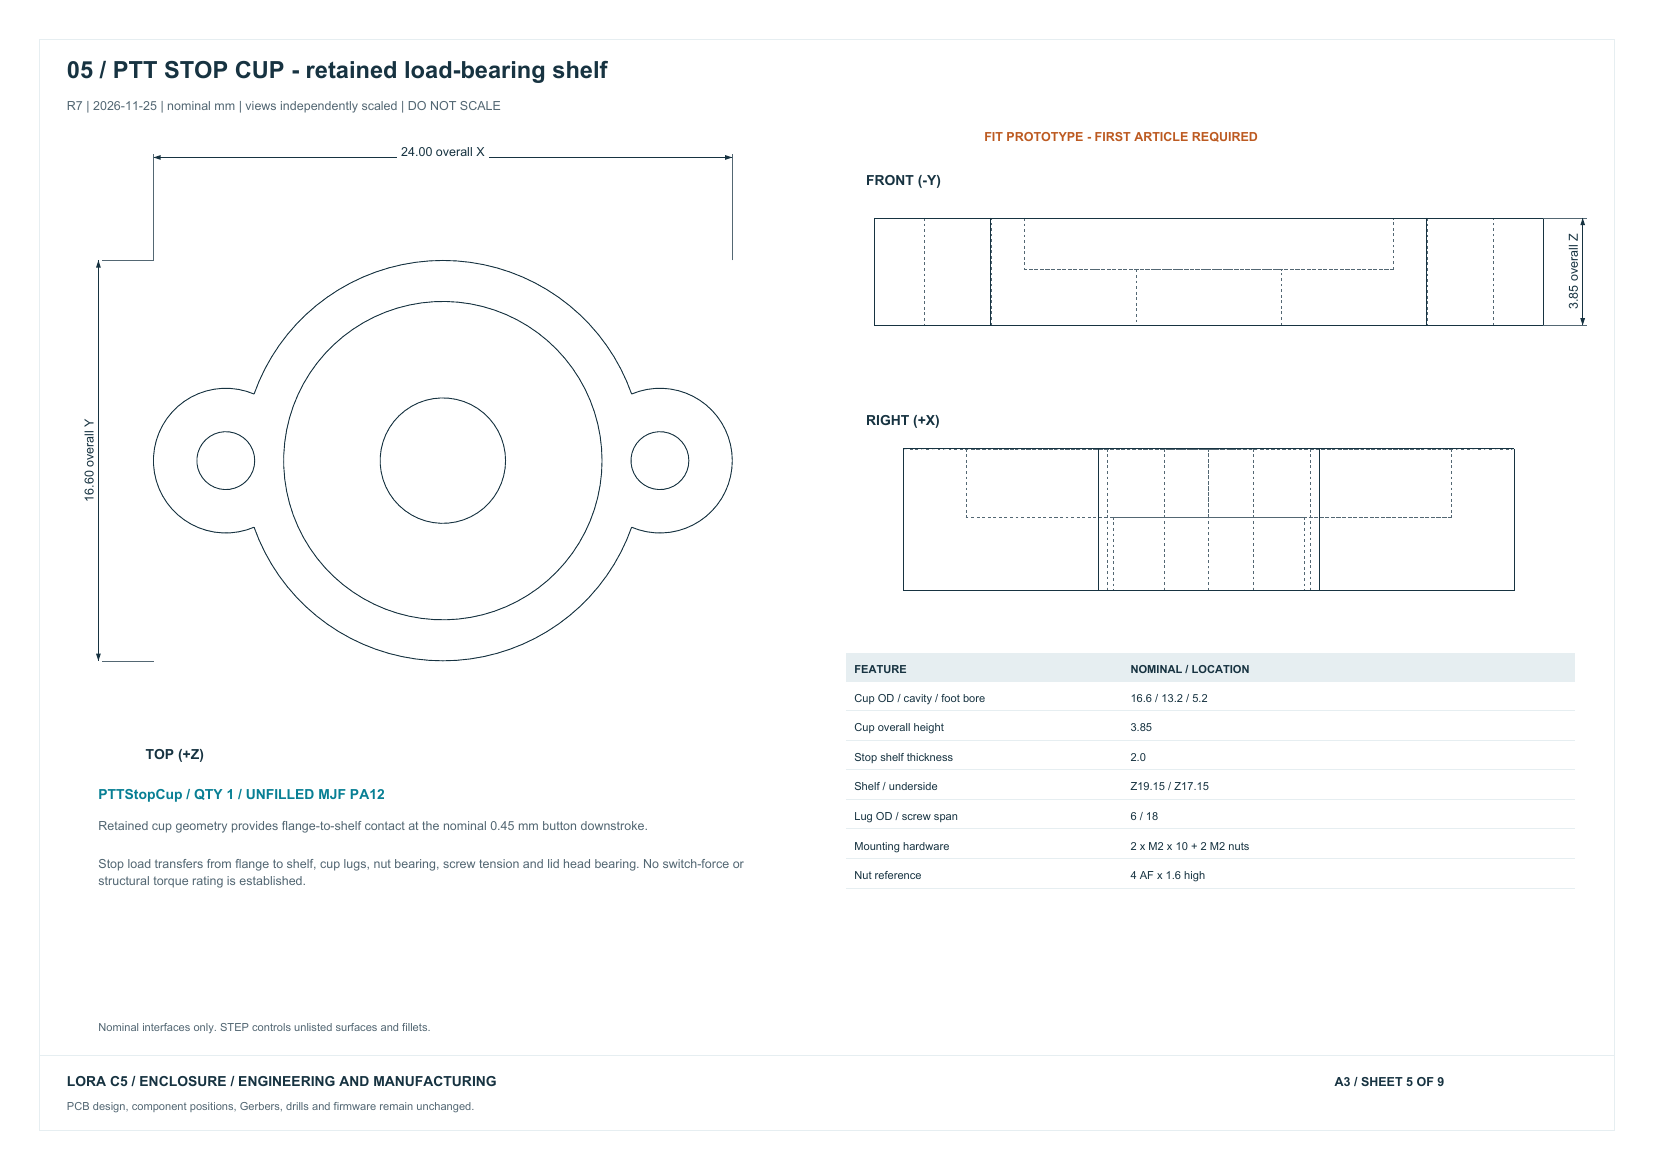 05 / PTT STOP CUP - retained load-bearing shelf
R7 | 2026-11-25 | nominal mm | views independently scaled | DO NOT SCALE
FIT PROTOTYPE - FIRST ARTICLE REQUIRED
24.00 overall X
16.60 overall Y
TOP (+Z)
FRONT (-Y)
3.85 overall Z
RIGHT (+X)
PTTStopCup / QTY 1 / UNFILLED MJF PA12
Retained cup geometry provides flange-to-shelf contact at the nominal 0.45 mm button downstroke.
Stop load transfers from flange to shelf, cup lugs, nut bearing, screw tension and lid head bearing. No switch-force or
structural torque rating is established.
FEATURE NOMINAL / LOCATION
Cup OD / cavity / foot bore 16.6 / 13.2 / 5.2
Cup overall height 3.85
Stop shelf thickness 2.0
Shelf / underside Z19.15 / Z17.15
Lug OD / screw span 6 / 18
Mounting hardware 2 x M2 x 10 + 2 M2 nuts
Nut reference 4 AF x 1.6 high
Nominal interfaces only. STEP controls unlisted surfaces and fillets.
LORA C5 / ENCLOSURE / ENGINEERING AND MANUFACTURING
A3 / SHEET 5 OF 9
PCB design, component positions, Gerbers, drills and firmware remain unchanged.